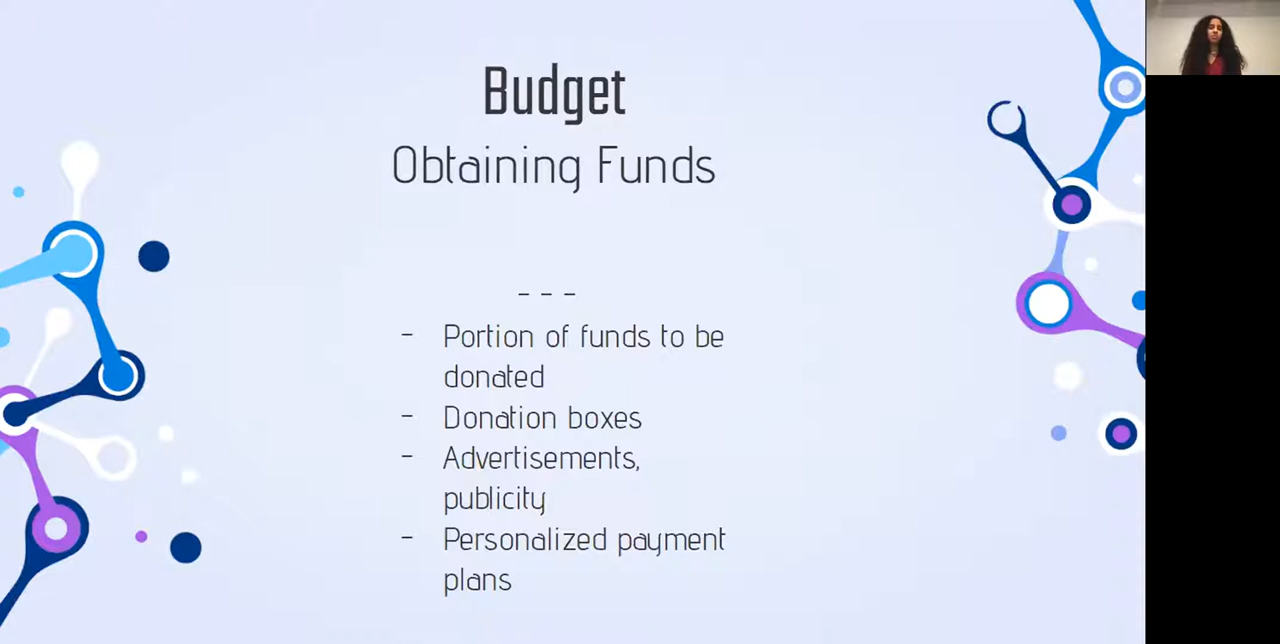 Budget
Obtaining Funds
- - -
- Portion of funds to be
donated
- Donation boxes
- Advertisements,
publicity
- Personalized payment
plans